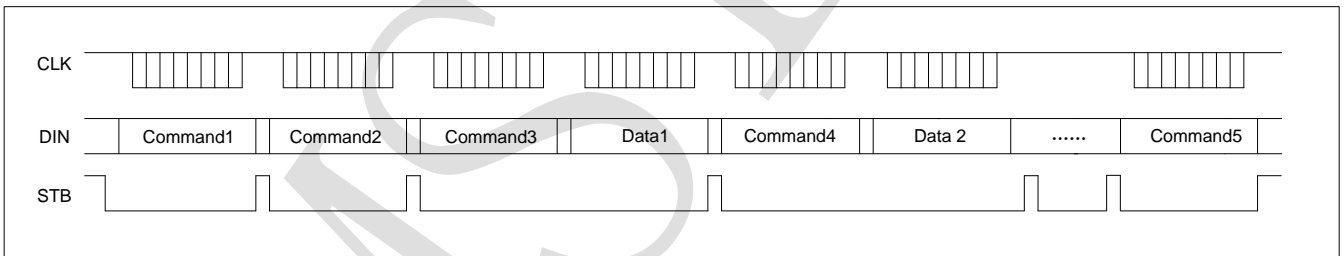 CLK
DIN Command1 Command2 Command3 Data1 Command4 Data 2 ...... Command5
STB